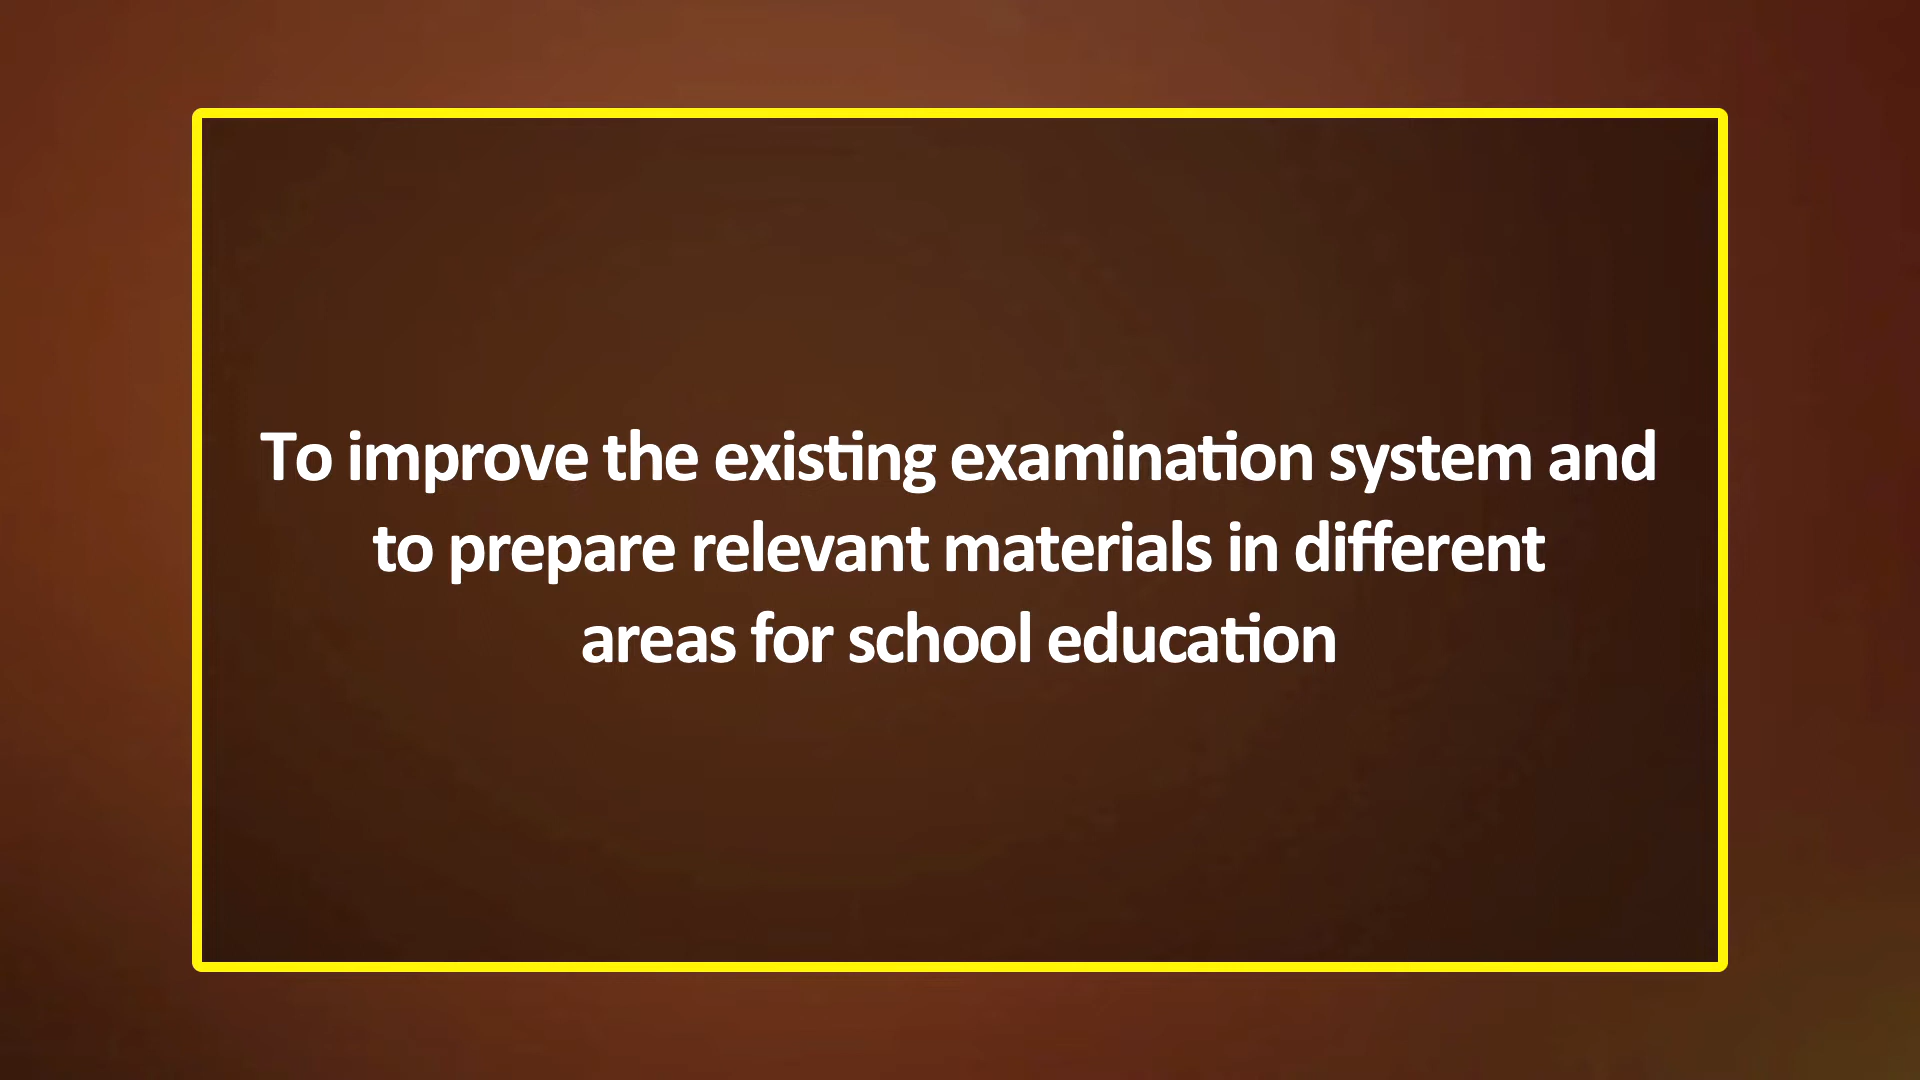 To improve the existing examination system and
to prepare relevant materials in different
areas for school education